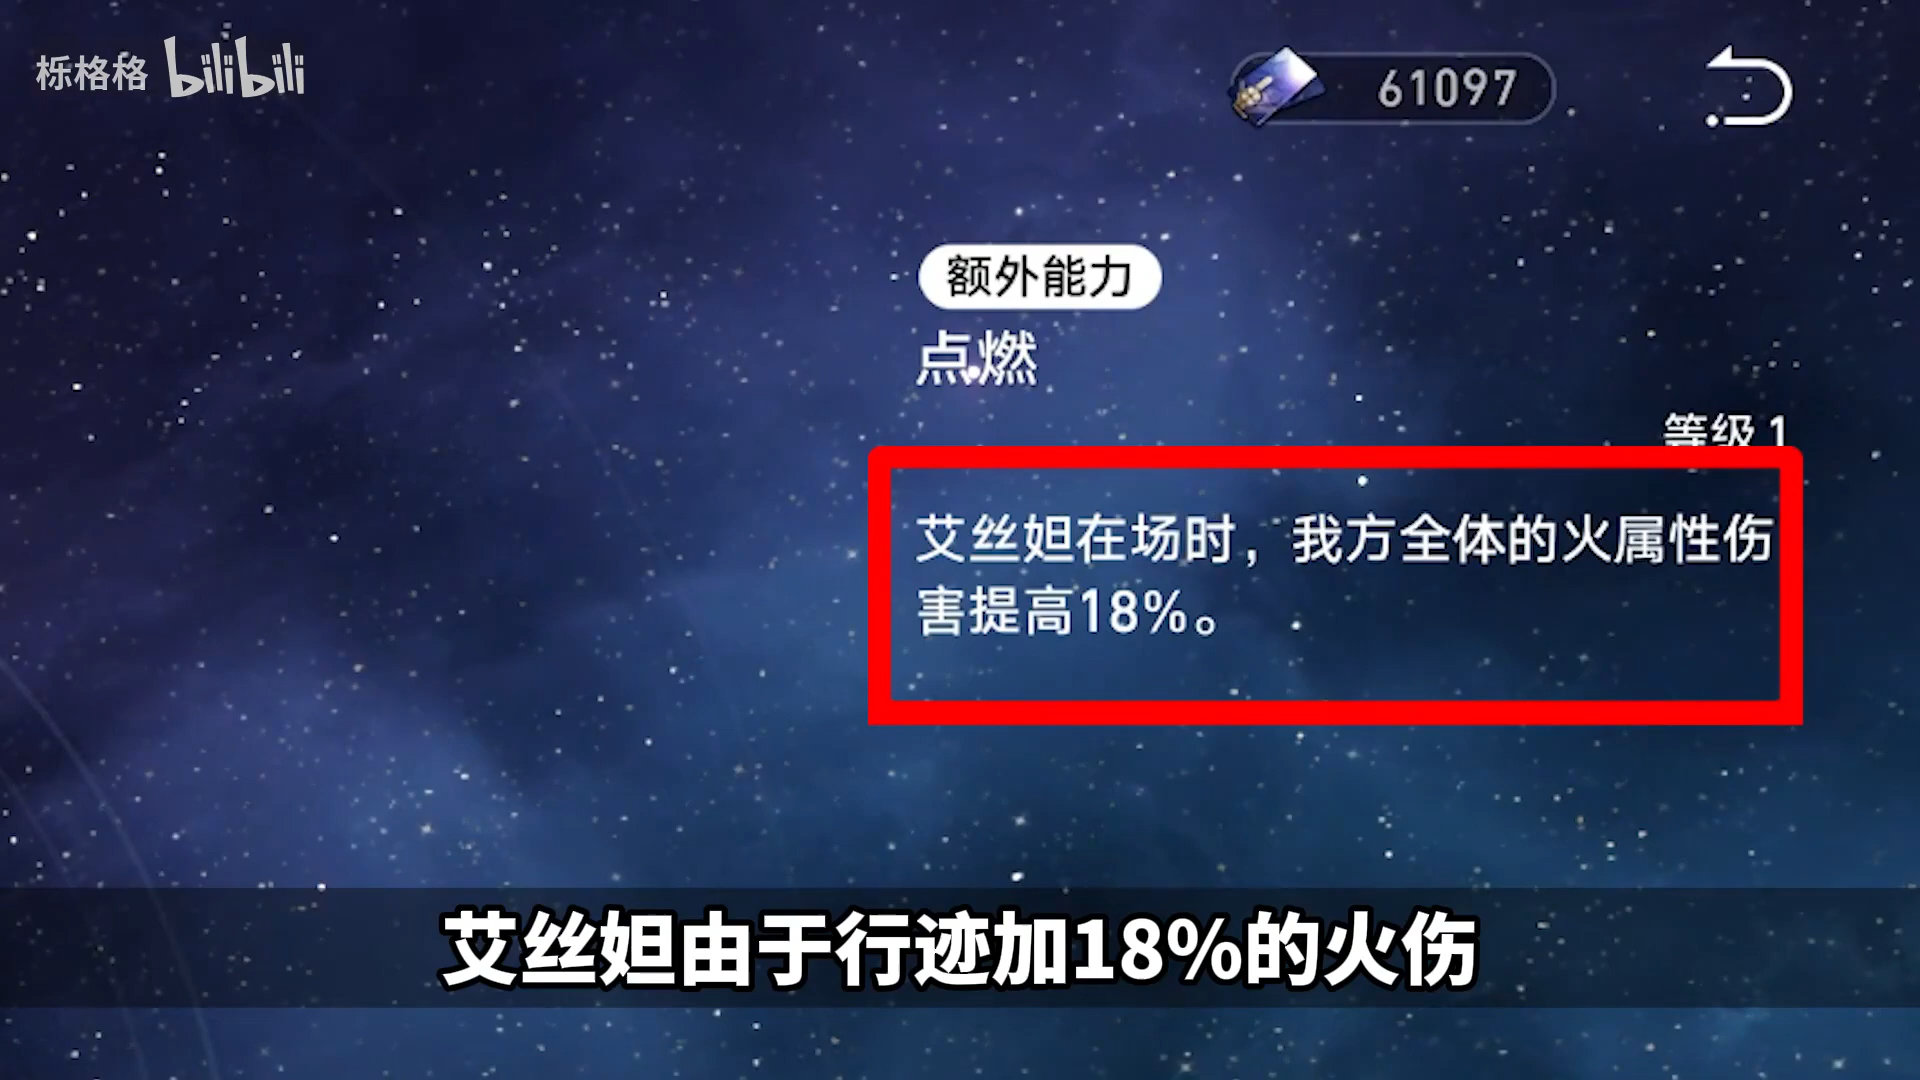 栎格格 bilibili
61097
额外能力
点燃
等级 1
艾丝妲在场时，我方全体的火属性伤
害提高18%。
艾丝妲由于行迹加18%的火伤